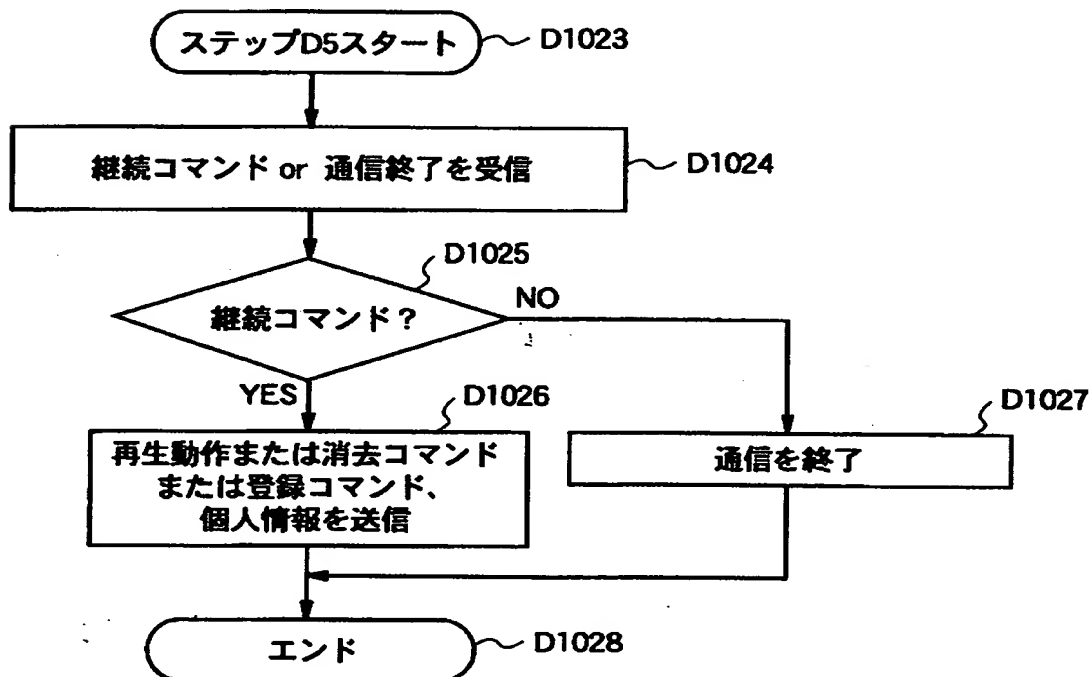 ステップD5スタート
D1023
継続コマンド or 通信終了を受信
D1024
D1025
継続コマンド？
NO
YES
D1026
再生動作または消去コマンド
または登録コマンド、
個人情報を送信
D1027
通信を終了
エンド
D1028